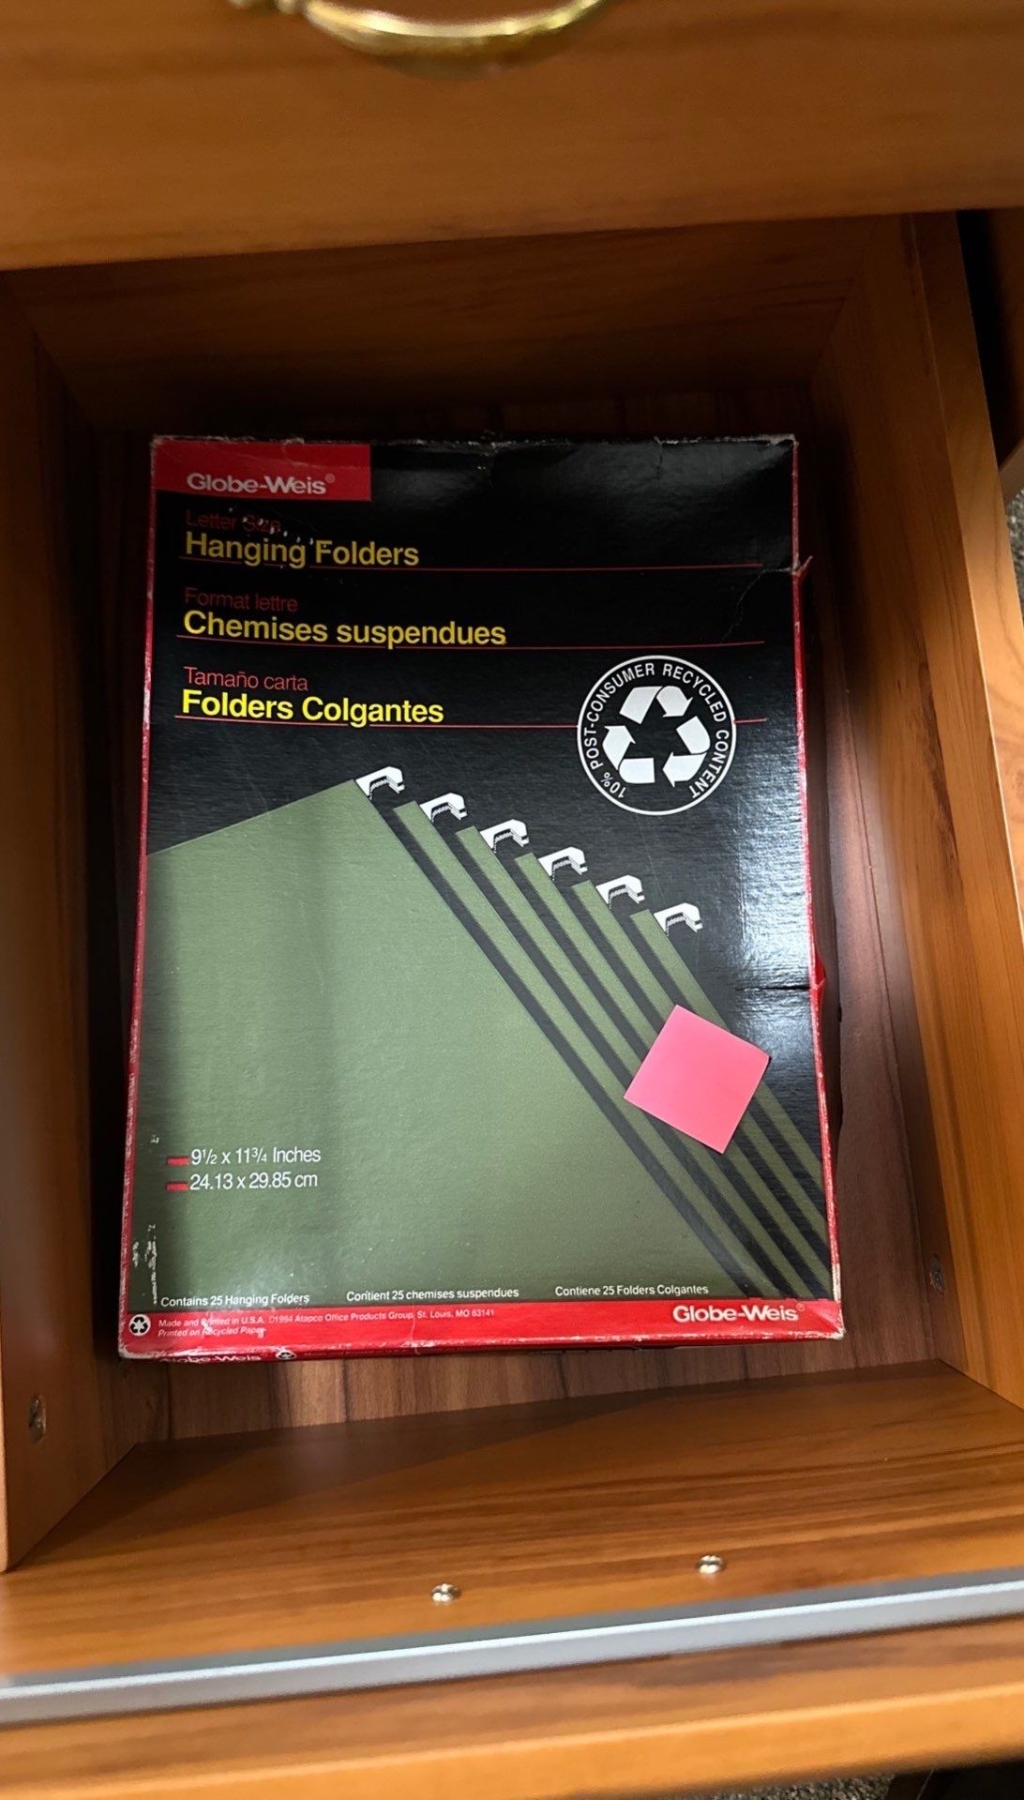 Globe-Weis®
Letter Size
Hanging Folders
Format lettre
Chemises suspendues
Tamaño carta
Folders Colgantes
10% POST-CONSUMER RECYCLED CONTENT
9½ x 11¾ Inches
24.13 x 29.85 cm
Contains 25 Hanging Folders
Contient 25 chemises suspendues
Contiene 25 Folders Colgantes
Made and Printed in U.S.A. ©1994 Atapco Office Products Group, St. Louis, MO 63141
Printed on Recycled Paper
Globe-Weis®
Globe-Weis